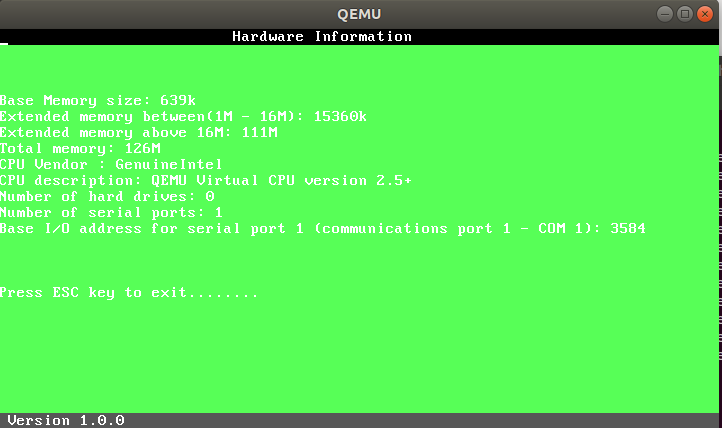 QEMU
Hardware Information
Base Memory size: 639k
Extended memory between(1M - 16M): 15360k
Extended memory above 16M: 111M
Total memory: 126M
CPU Vendor : GenuineIntel
CPU description: QEMU Virtual CPU version 2.5+
Number of hard drives: 0
Number of serial ports: 1
Base I/O address for serial port 1 (communications port 1 - COM 1): 3584
Press ESC key to exit........
Version 1.0.0